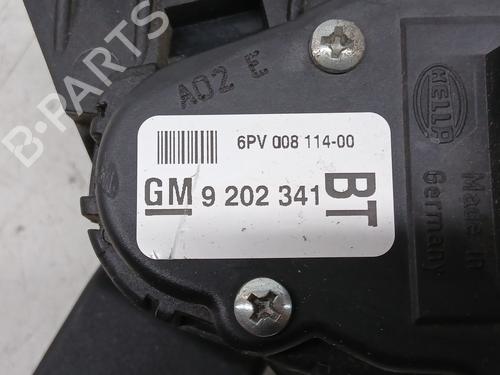 A02 E
HELLA
Made in
Germany
6PV 008 114-00
GM 9 202 341 BT
B-PARTS